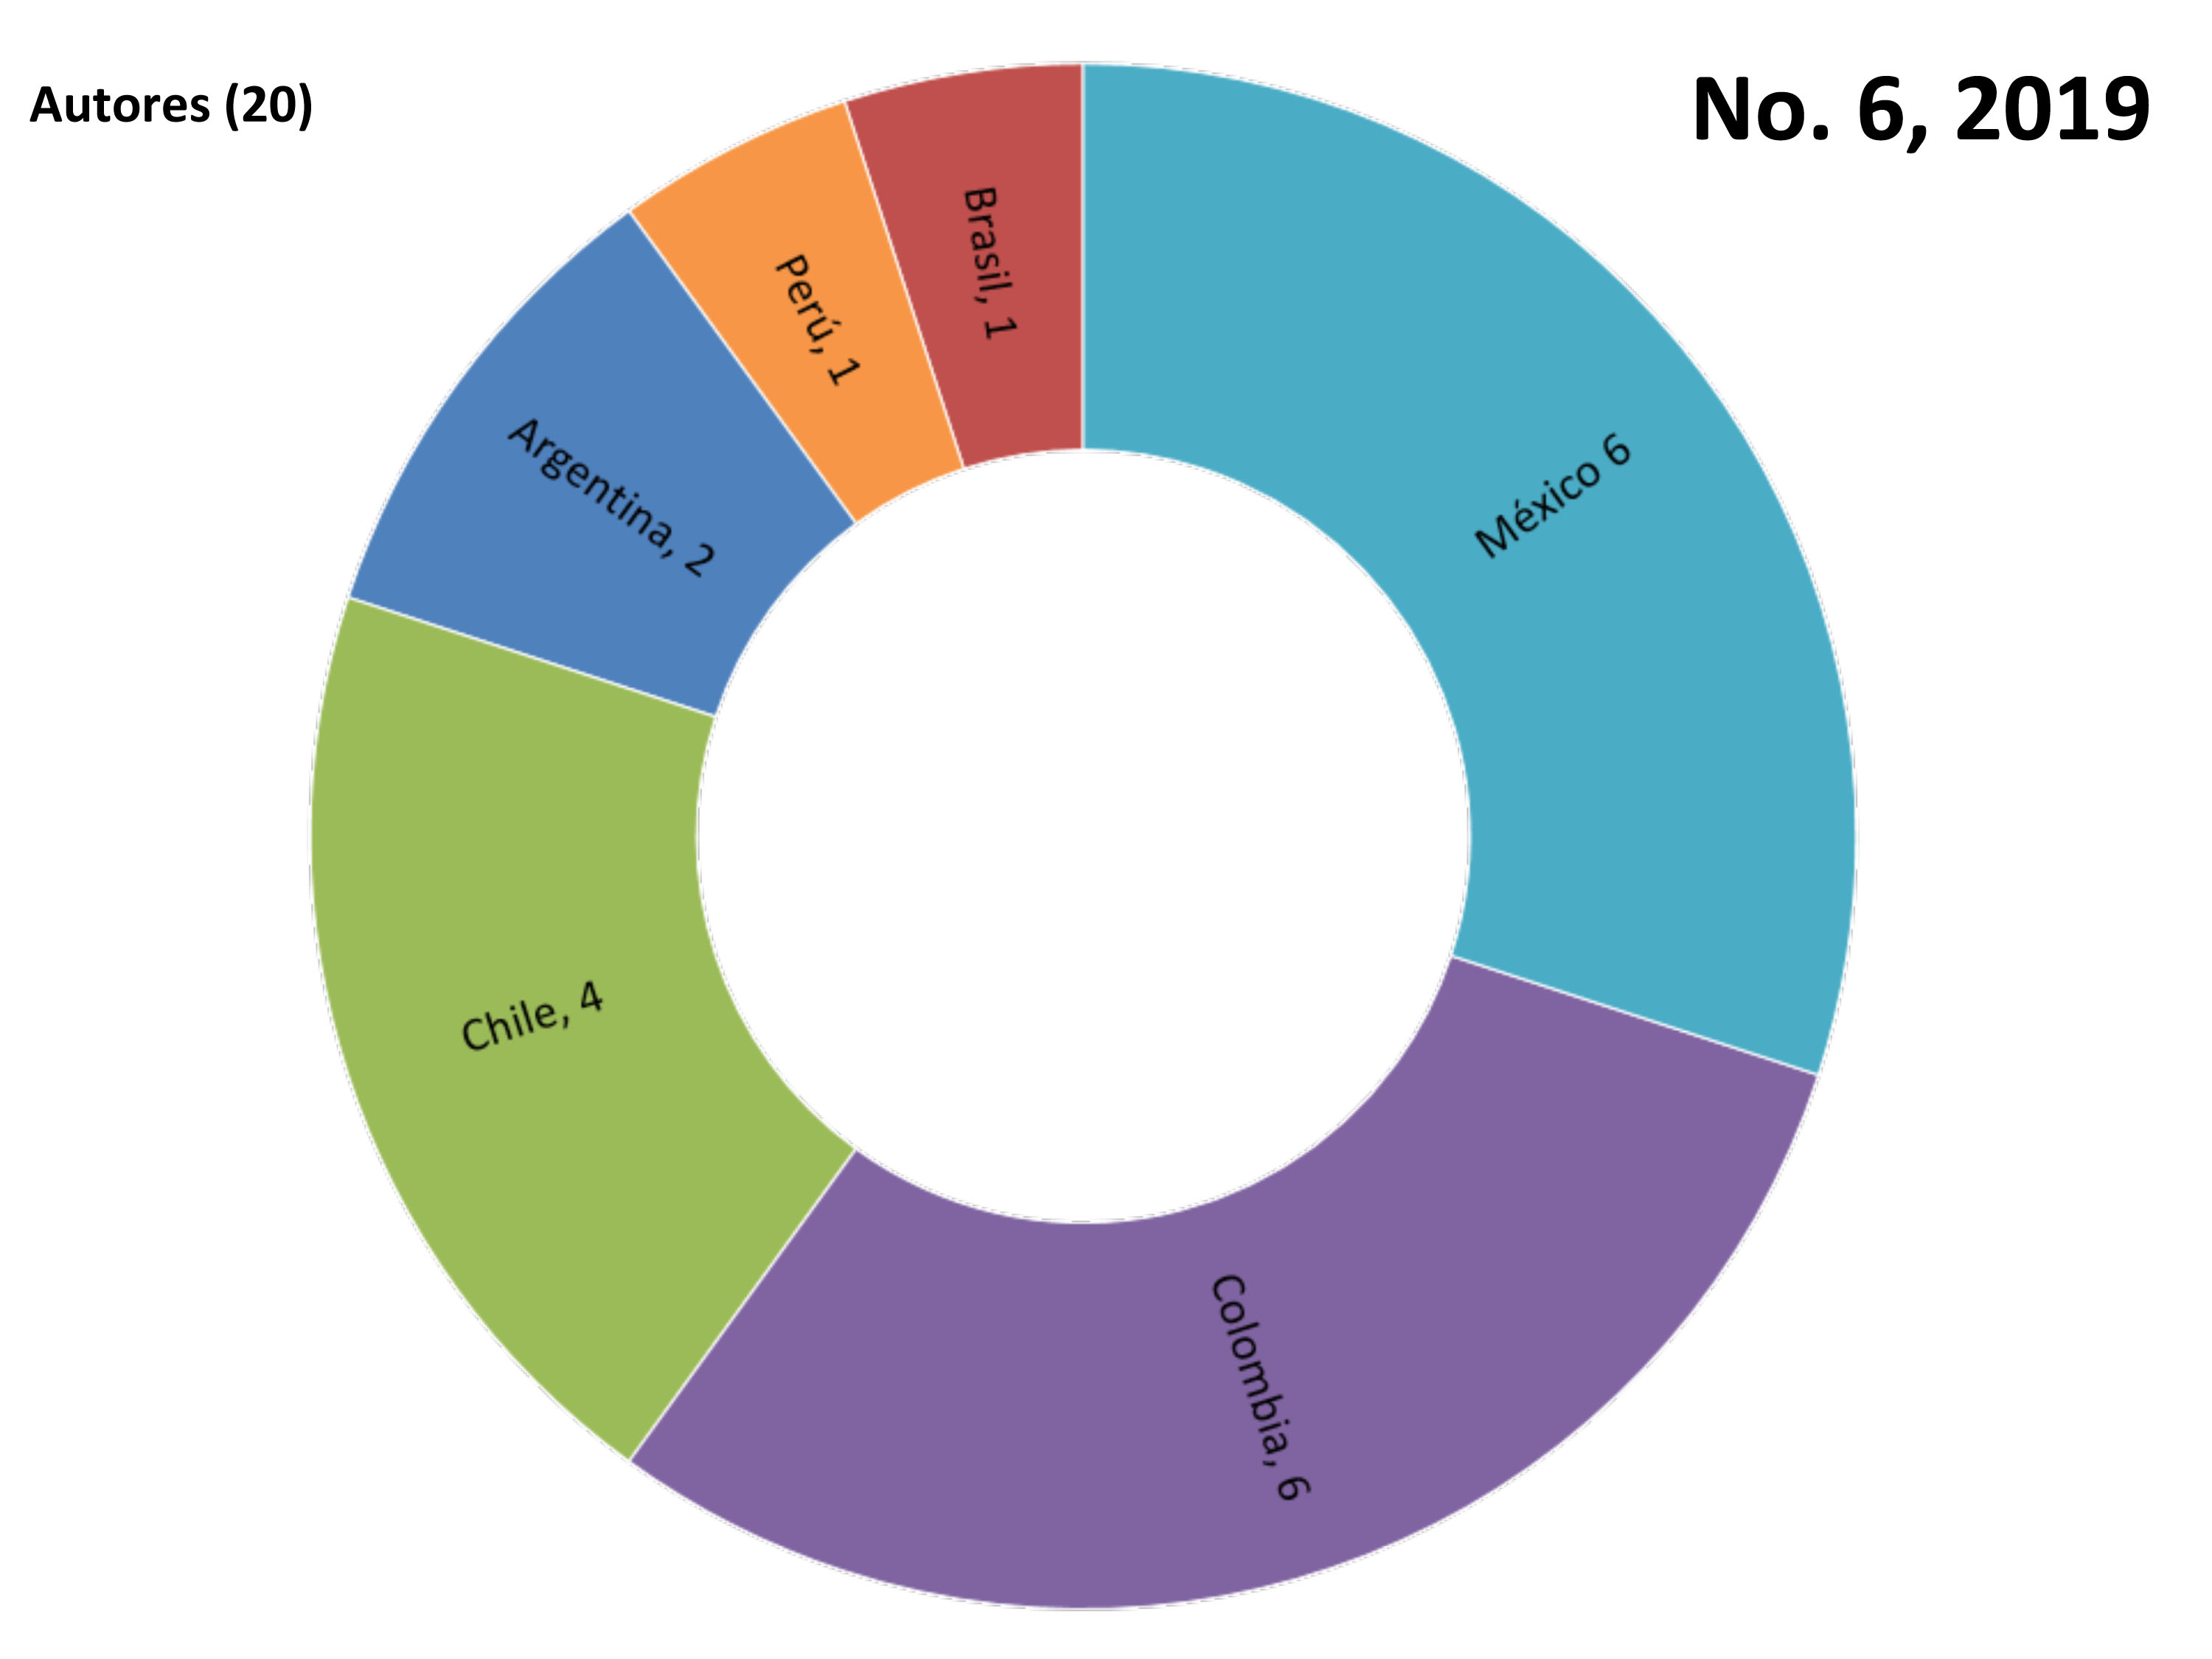 Autores (20)
No. 6, 2019
Brasil, 1
Perú, 1
México 6
Argentina, 2
Chile, 4
Colombia, 6